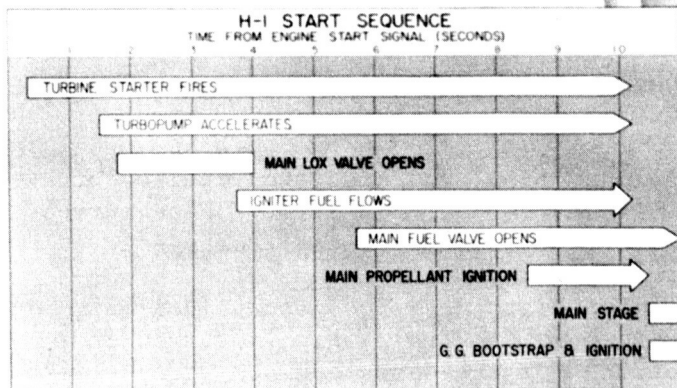 H-1 START SEQUENCE
TIME FROM ENGINE START SIGNAL (SECONDS)
1 2 3 4 5 6 7 8 9 10
TURBINE STARTER FIRES
TURBOPUMP ACCELERATES
MAIN LOX VALVE OPENS
IGNITER FUEL FLOWS
MAIN FUEL VALVE OPENS
MAIN PROPELLANT IGNITION
MAIN STAGE
G. G. BOOTSTRAP & IGNITION